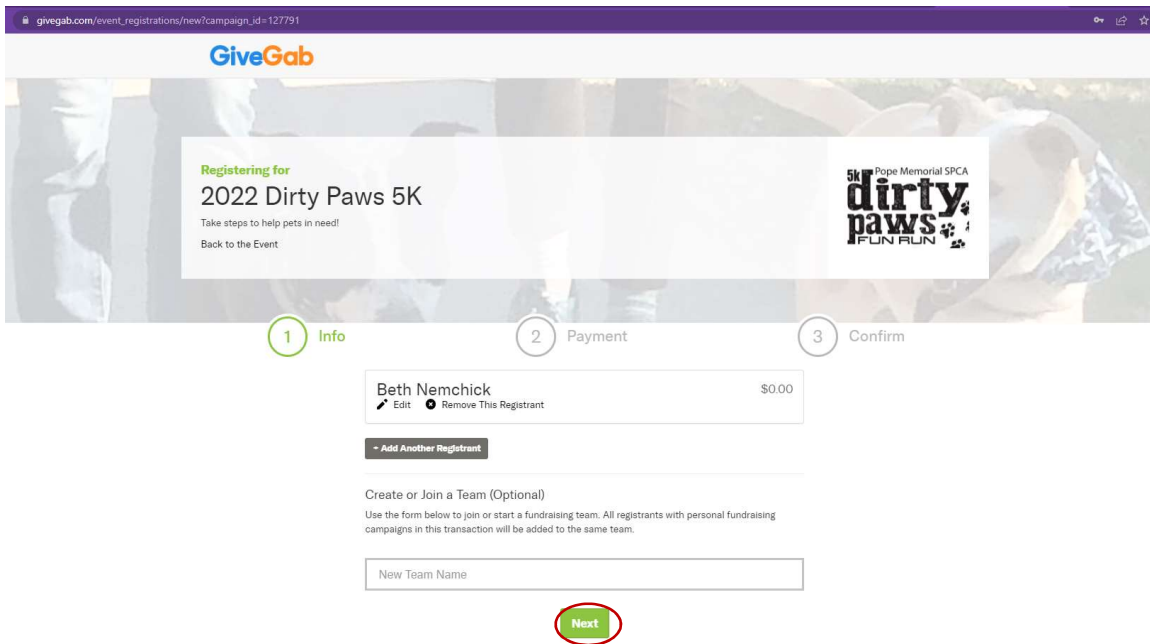 givegab.com/event_registrations/new?campaign_id=127791
GiveGab
Registering for
2022 Dirty Paws 5K
Take steps to help pets in need!
Back to the Event
5K Pope Memorial SPCA
dirty
paws
FUN RUN
1 Info
2 Payment
3 Confirm
Beth Nemchick $0.00
Edit Remove This Registrant
+ Add Another Registrant
Create or Join a Team (Optional)
Use the form below to join or start a fundraising team. All registrants with personal fundraising
campaigns in this transaction will be added to the same team.
New Team Name
Next